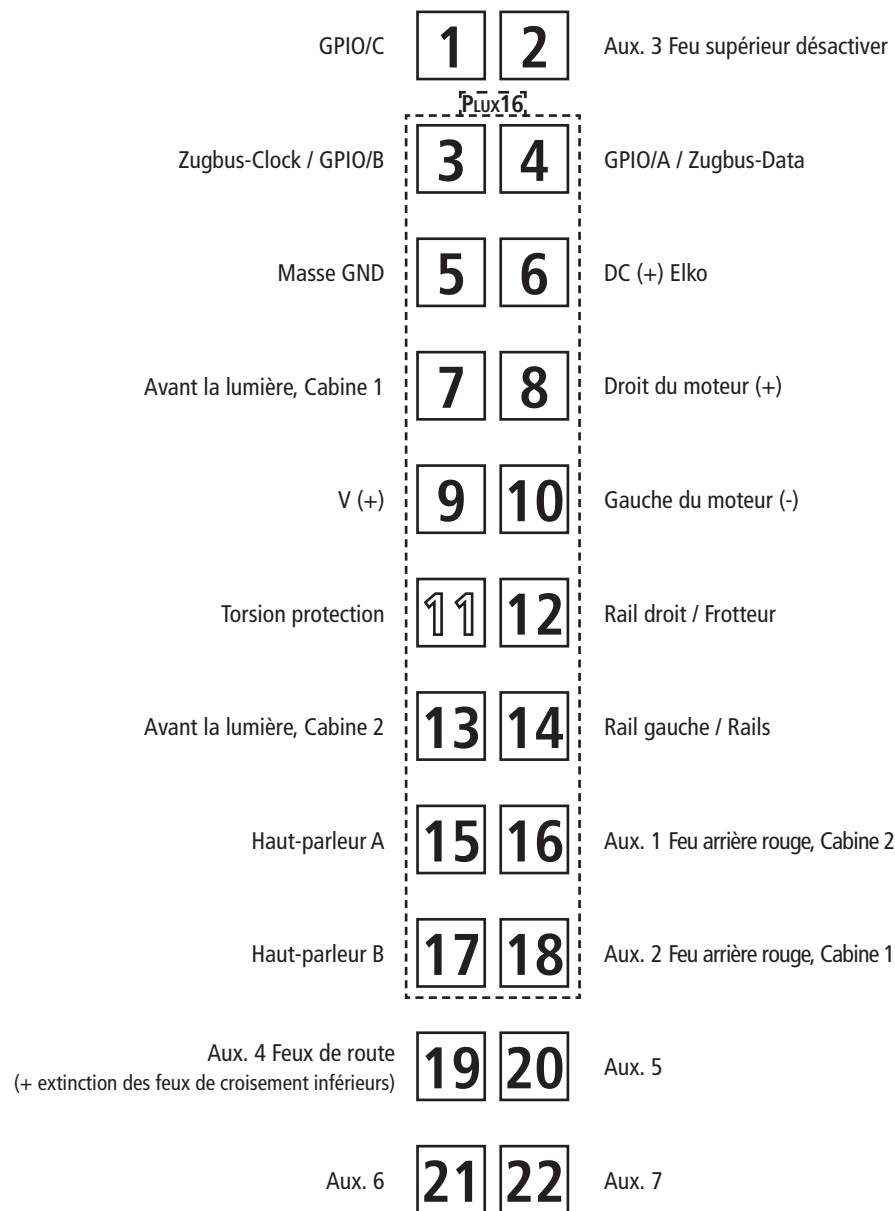 GPIO/C 1 2 Aux. 3 Feu supérieur désactiver
PLUX16
Zugbus-Clock / GPIO/B 3 4 GPIO/A / Zugbus-Data
Masse GND 5 6 DC (+) Elko
Avant la lumière, Cabine 1 7 8 Droit du moteur (+)
V (+) 9 10 Gauche du moteur (-)
Torsion protection 11 12 Rail droit / Frotteur
Avant la lumière, Cabine 2 13 14 Rail gauche / Rails
Haut-parleur A 15 16 Aux. 1 Feu arrière rouge, Cabine 2
Haut-parleur B 17 18 Aux. 2 Feu arrière rouge, Cabine 1
Aux. 4 Feux de route
(+ extinction des feux de croisement inférieurs) 19 20 Aux. 5
Aux. 6 21 22 Aux. 7